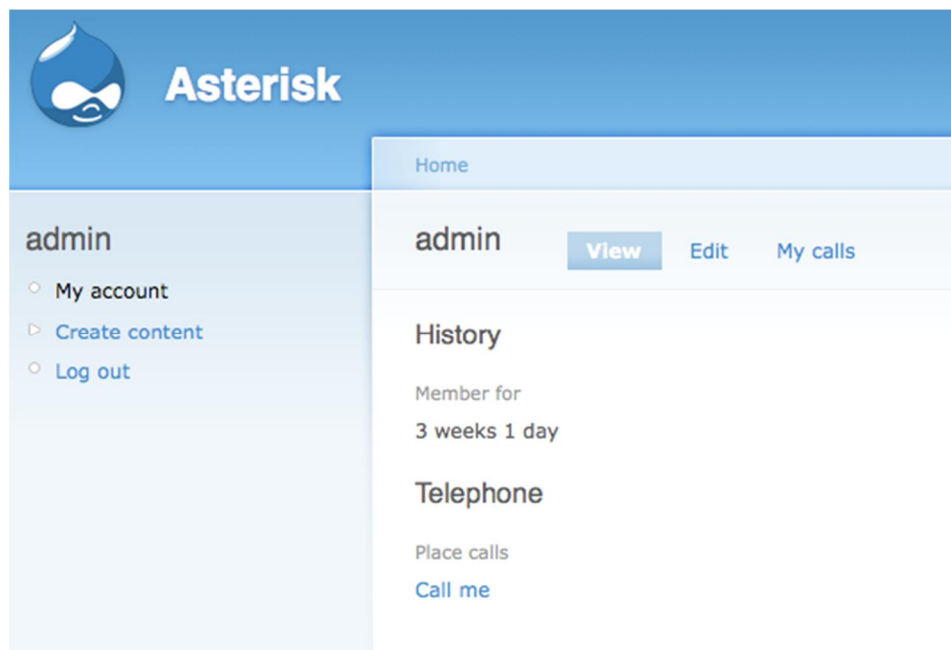 Asterisk
Home
admin
My account
Create content
Log out
admin
View
Edit
My calls
History
Member for
3 weeks 1 day
Telephone
Place calls
Call me